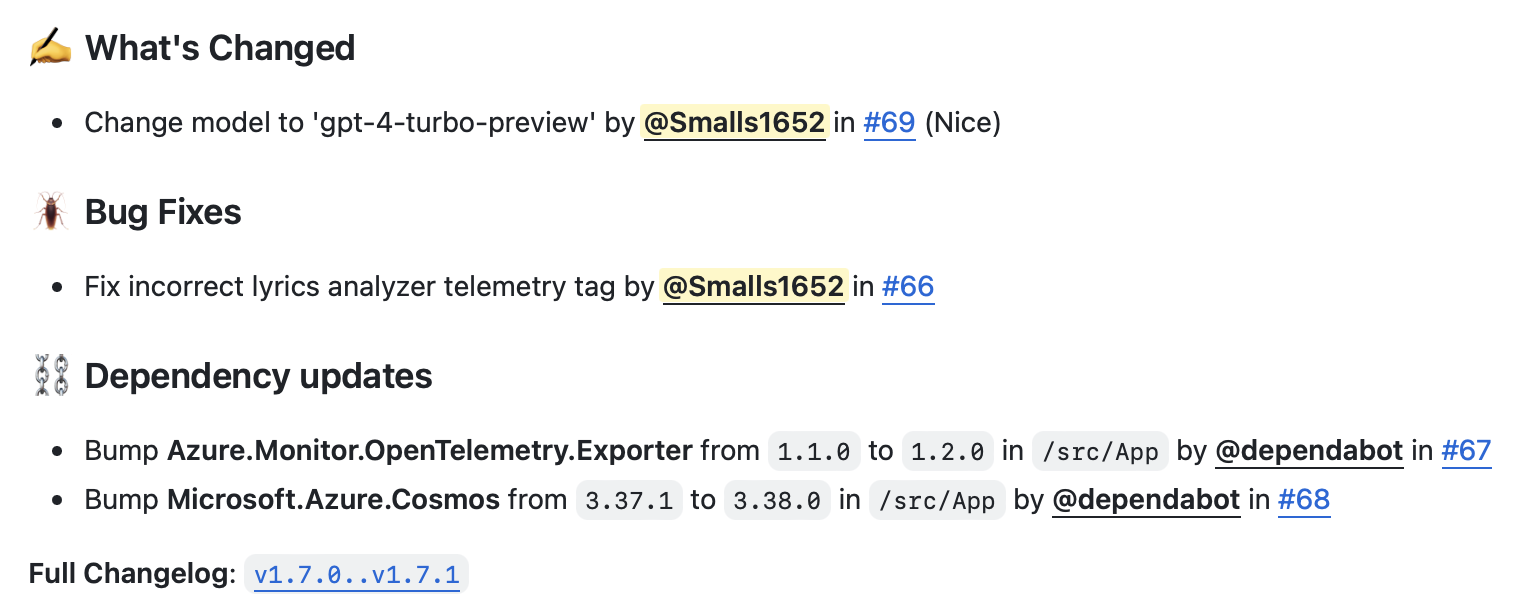 What's Changed
Change model to 'gpt-4-turbo-preview' by @Smalls1652 in #69 (Nice)
Bug Fixes
Fix incorrect lyrics analyzer telemetry tag by @Smalls1652 in #66
Dependency updates
Bump Azure.Monitor.OpenTelemetry.Exporter from 1.1.0 to 1.2.0 in /src/App by @dependabot in #67
Bump Microsoft.Azure.Cosmos from 3.37.1 to 3.38.0 in /src/App by @dependabot in #68
Full Changelog: v1.7.0..v1.7.1